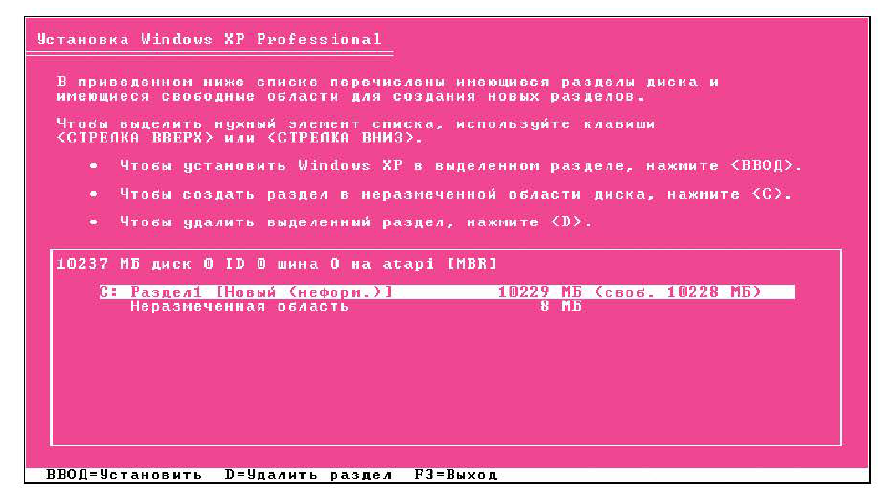 Установка Windows XP Professional
В приведенном ниже списке перечислены имеющиеся разделы диска и
имеющиеся свободные области для создания новых разделов.
Чтобы выделить нужный элемент списка, используйте клавиши
<СТРЕЛКА ВВЕРХ> или <СТРЕЛКА ВНИЗ>.
• Чтобы установить Windows XP в выделенном разделе, нажмите <ВВОД>.
• Чтобы создать раздел в неразмеченной области диска, нажмите <C>.
• Чтобы удалить выделенный раздел, нажмите <D>.
10237 МБ диск 0 ID 0 шина 0 на atapi [MBR]
C: Раздел1 [Новый (неформ.)] 10229 МБ (своб. 10228 МБ)
Неразмеченная область 8 МБ
ВВОД=Установить D=Удалить раздел F3=Выход